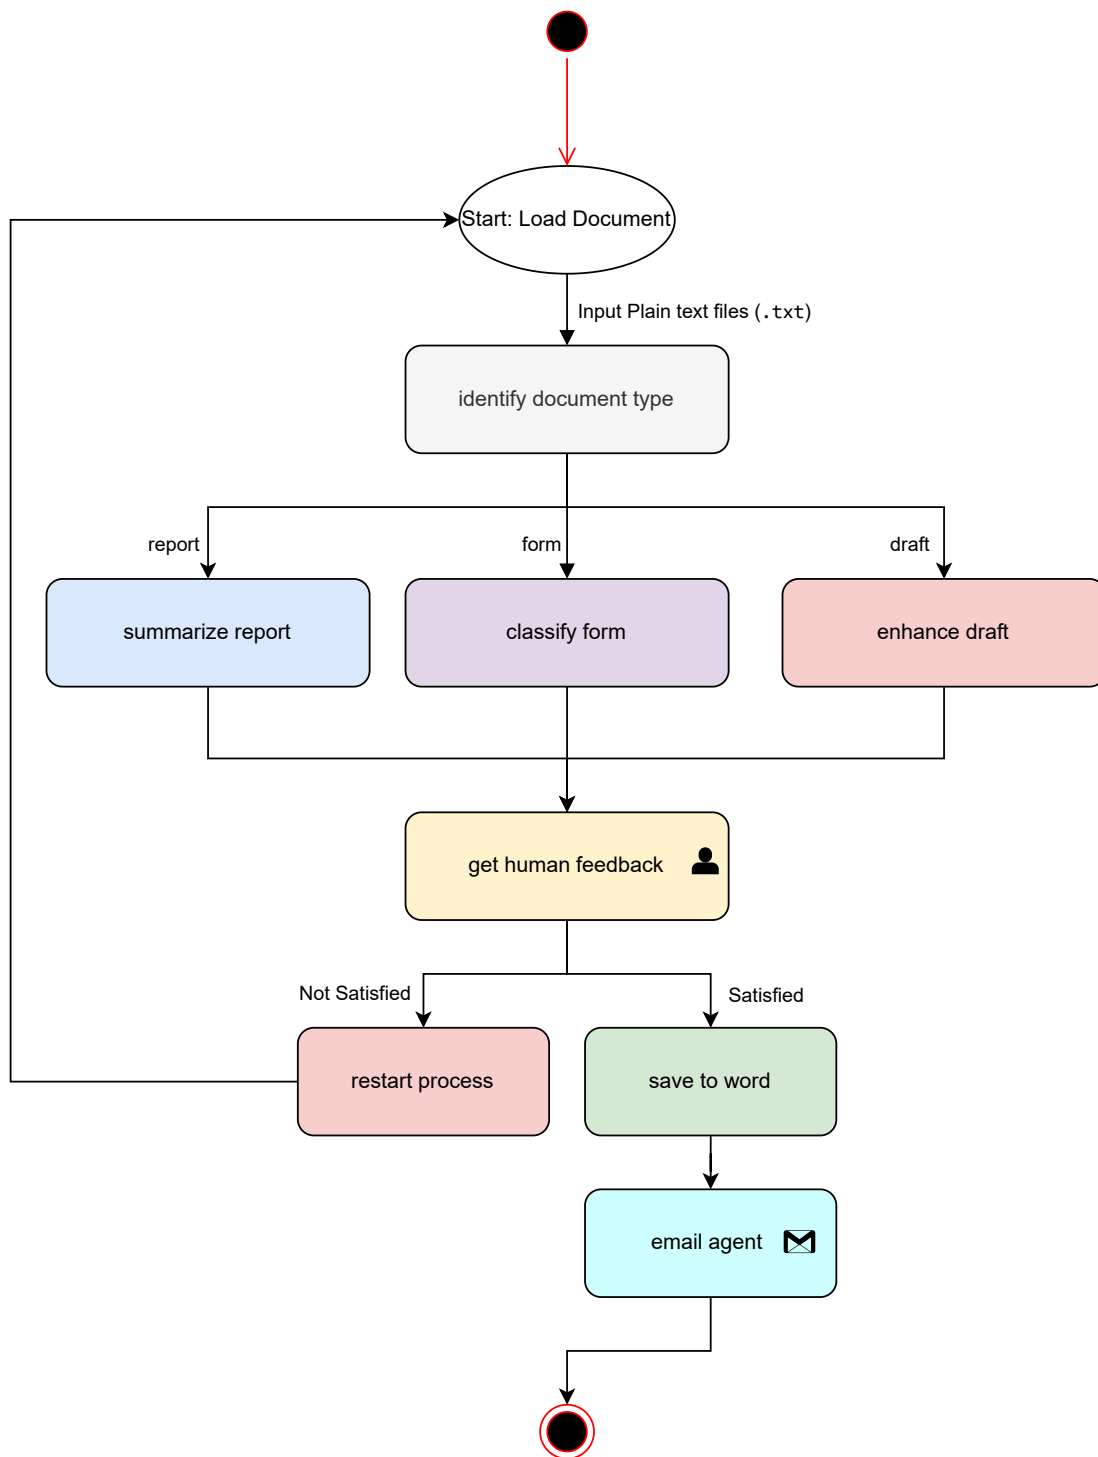 Start: Load Document
Input Plain text files (.txt)
identify document type
report
form
draft
summarize report
classify form
enhance draft
get human feedback
Not Satisfied
Satisfied
restart process
save to word
email agent